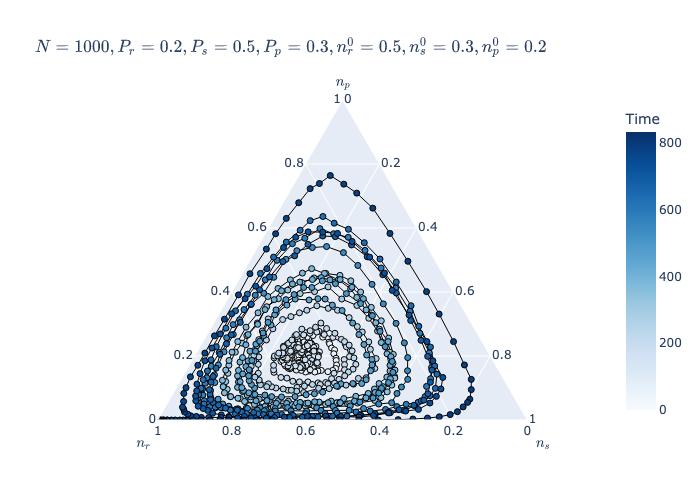 N = 1000, P_r = 0.2, P_s = 0.5, P_p = 0.3, n_r^0 = 0.5, n_s^0 = 0.3, n_p^0 = 0.2
n_p
1 0
Time
800
0.8 0.2
600
0.6 0.4
400
0.4 0.6
200
0.2 0.8
0
0 1
1 0.8 0.6 0.4 0.2 0
n_r n_s